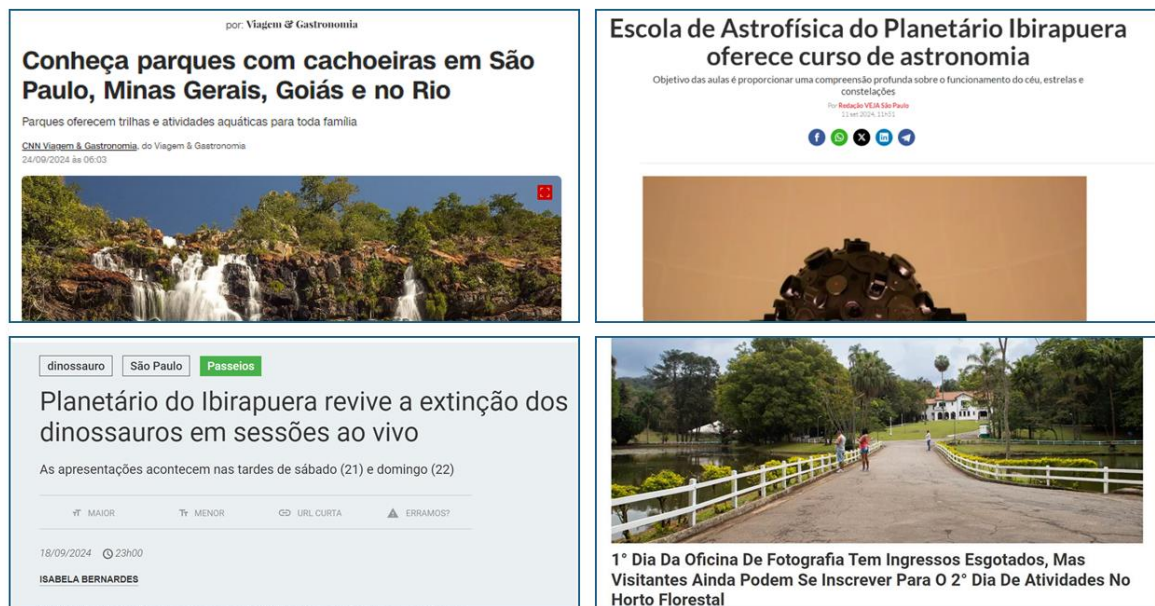 por: Viagem & Gastronomia
Conheça parques com cachoeiras em São
Paulo, Minas Gerais, Goiás e no Rio
Parques oferecem trilhas e atividades aquáticas para toda família
CNN Viagem & Gastronomia, do Viagem & Gastronomia
24/09/2024 às 06:03
Escola de Astrofísica do Planetário Ibirapuera
oferece curso de astronomia
Objetivo das aulas é proporcionar uma compreensão profunda sobre o funcionamento do céu, estrelas e
constelações
Por Redação VEJA São Paulo
11 set 2024, 11h31
dinossauro São Paulo Passeios
Planetário do Ibirapuera revive a extinção dos
dinossauros em sessões ao vivo
As apresentações acontecem nas tardes de sábado (21) e domingo (22)
MAIOR MENOR URL CURTA ERRAMOS?
18/09/2024 23h00
ISABELA BERNARDES
1° Dia Da Oficina De Fotografia Tem Ingressos Esgotados, Mas
Visitantes Ainda Podem Se Inscrever Para O 2° Dia De Atividades No
Horto Florestal